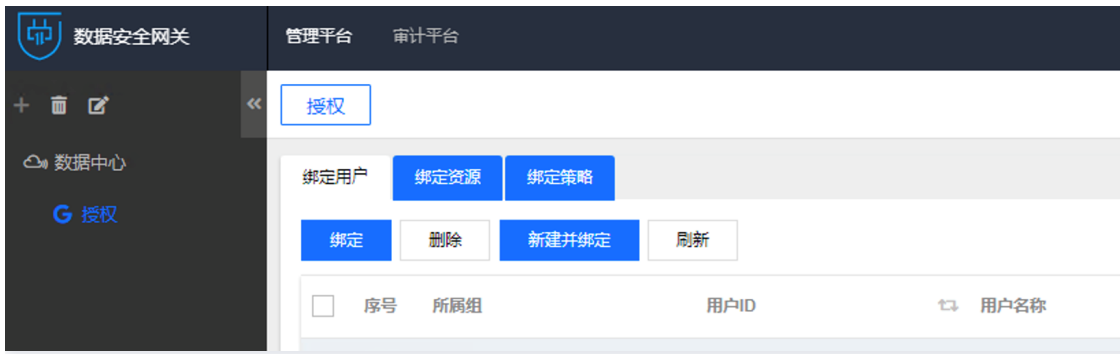 数据安全网关 管理平台 审计平台
授权
数据中心
授权
绑定用户 绑定资源 绑定策略
绑定 删除 新建并绑定 刷新
序号 所属组 用户ID 用户名称